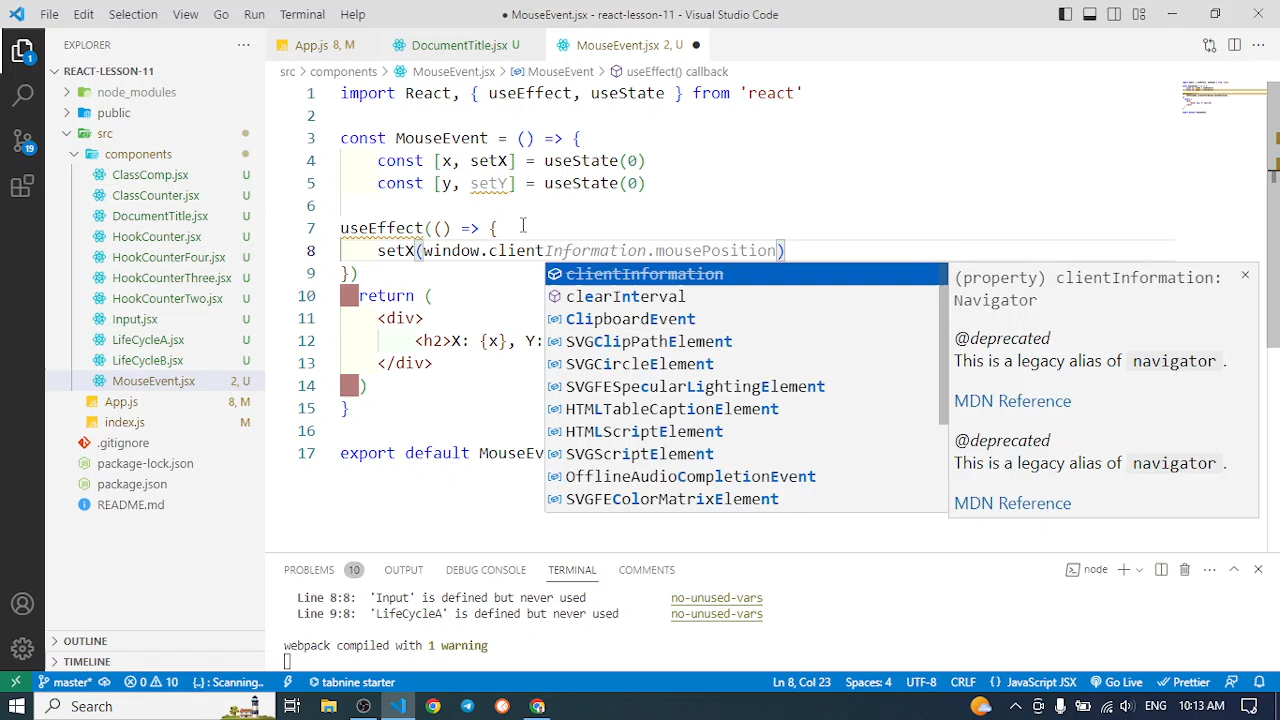 File Edit Selection View Go Run Terminal Help
● MouseEvent.jsx - react-lesson-11 - Visual Studio Code
EXPLORER
App.js 8, M
DocumentTitle.jsx U
MouseEvent.jsx 2, U
src > components > MouseEvent.jsx > MouseEvent > useEffect() callback
REACT-LESSON-11
node_modules
public
src
components
ClassComp.jsx U
ClassCounter.jsx U
DocumentTitle.jsx U
HookCounter.jsx U
HookCounterFour.jsx U
HookCounterThree.jsx U
HookCounterTwo.jsx U
Input.jsx U
LifeCycleA.jsx U
LifeCycleB.jsx U
MouseEvent.jsx 2, U
App.js 8, M
index.js M
.gitignore
package-lock.json
package.json
README.md
OUTLINE
TIMELINE
1
19
1 import React, { useEffect, useState } from 'react'
2
3 const MouseEvent = () => {
4 const [x, setX] = useState(0)
5 const [y, setY] = useState(0)
6
7 useEffect(() => {
8 setX(window.clientInformation.mousePosition)
9 })
10 return (
11 <div>
12 <h2>X: {x}, Y:
13 </div>
14 )
15 }
16
17 export default MouseEv
clientInformation
clearInterval
ClipboardEvent
SVGClipPathElement
SVGCircleElement
SVGFESpecularLightingElement
HTMLTableCaptionElement
HTMLScriptElement
SVGScriptElement
OfflineAudioCompletionEvent
SVGFEColorMatrixElement
(property) clientInformation:
Navigator
@deprecated
This is a legacy alias of navigator.
MDN Reference
@deprecated
This is a legacy alias of navigator.
MDN Reference
PROBLEMS 10 OUTPUT DEBUG CONSOLE TERMINAL COMMENTS
node
Line 8:8: 'Input' is defined but never used no-unused-vars
Line 9:8: 'LifeCycleA' is defined but never used no-unused-vars
webpack compiled with 1 warning
master* 0 10 {..} : Scanning.. tabnine starter Ln 8, Col 23 Spaces: 4 UTF-8 CRLF {} JavaScript JSX Go Live Prettier
Search
ENG 10:13 AM